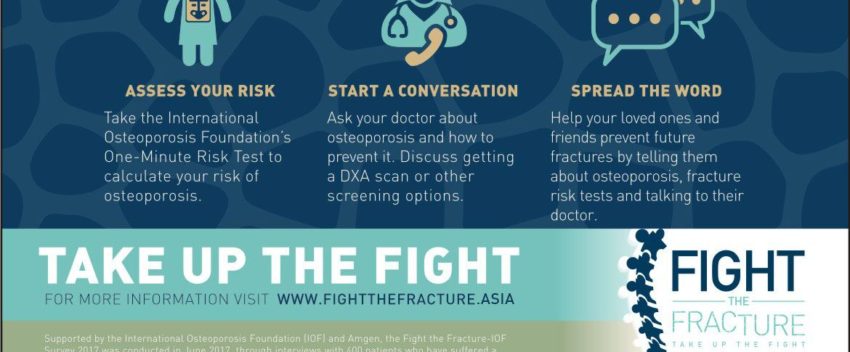 ASSESS YOUR RISK
Take the International
Osteoporosis Foundation's
One-Minute Risk Test to
calculate your risk of
osteoporosis.
START A CONVERSATION
Ask your doctor about
osteoporosis and how to
prevent it. Discuss getting
a DXA scan or other
screening options.
SPREAD THE WORD
Help your loved ones and
friends prevent future
fractures by telling them
about osteoporosis, fracture
risk tests and talking to their
doctor.
TAKE UP THE FIGHT
FOR MORE INFORMATION VISIT WWW.FIGHTTHEFRACTURE.ASIA
FIGHT
THE
FRACTURE
TAKE UP THE FIGHT
Supported by the International Osteoporosis Foundation (IOF) and Amgen, the Fight the Fracture-IOF
Survey 2017 was conducted in June 2017, through interviews with 400 patients who have suffered a